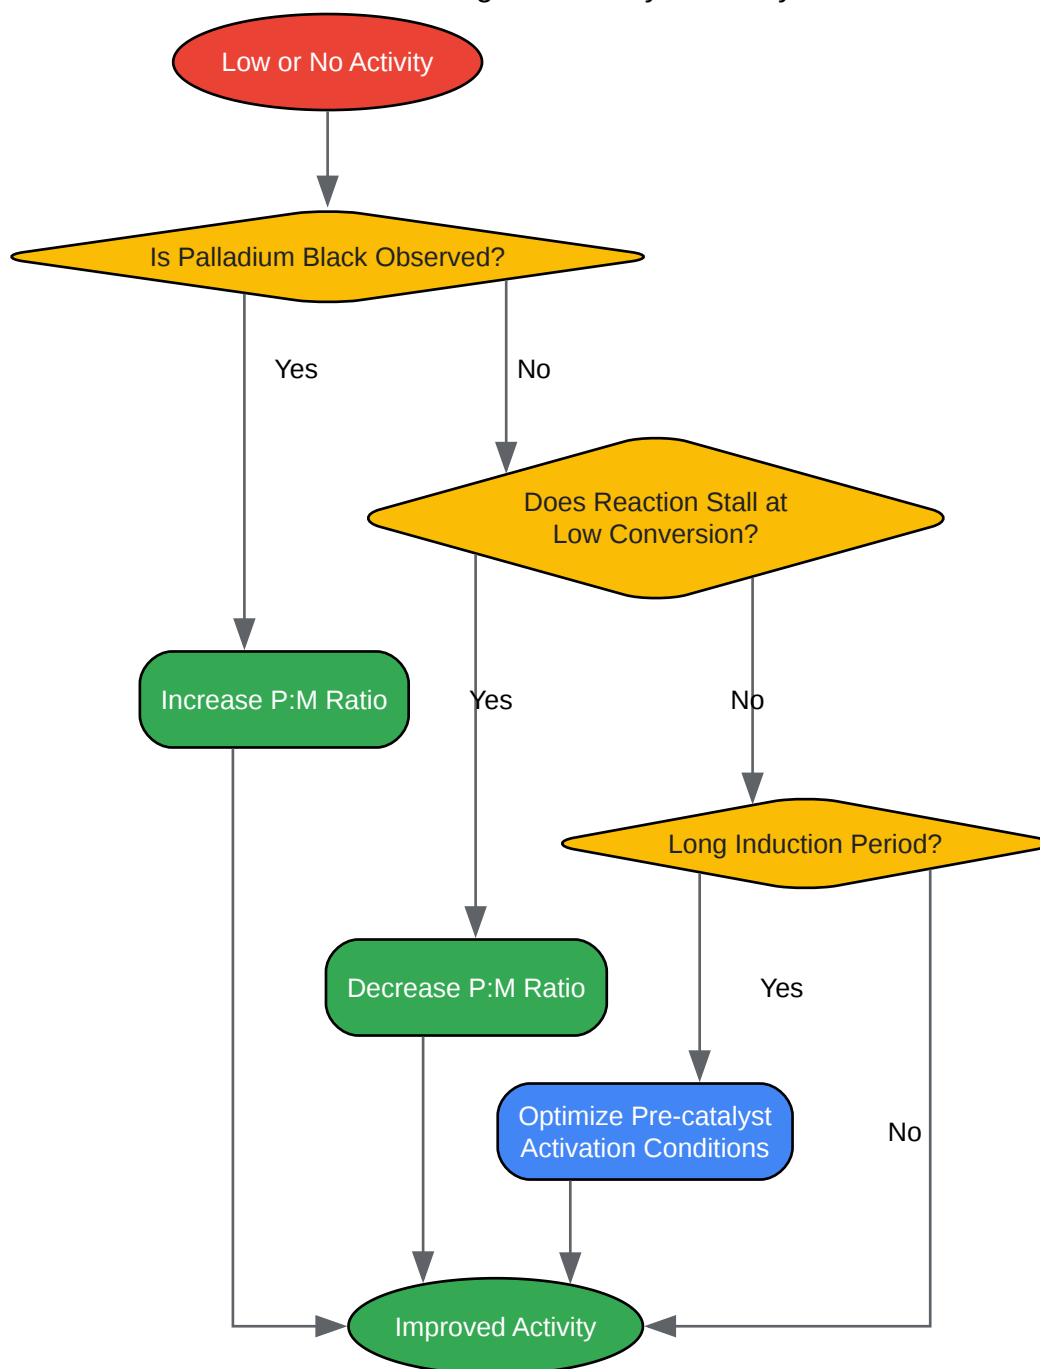 Low or No Activity
Is Palladium Black Observed?
Yes
No
Does Reaction Stall at
Low Conversion?
Increase P:M Ratio
Yes
No
Long Induction Period?
Decrease P:M Ratio
Yes
Optimize Pre-catalyst
Activation Conditions
No
Improved Activity